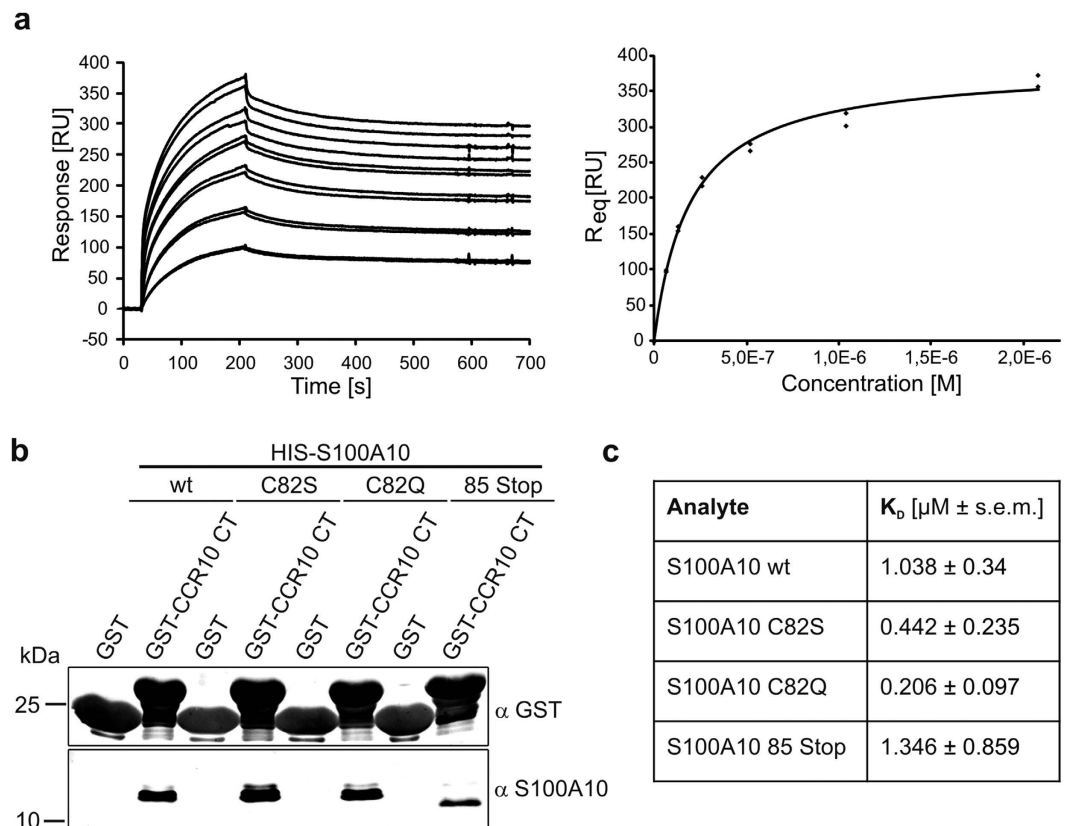 a
400
350
300
250
200
150
100
50
0
-50
Response [RU]
0 100 200 300 400 500 600 700
Time [s]
400
350
300
250
200
150
100
50
0
Req[RU]
0 5,0E-7 1,0E-6 1,5E-6 2,0E-6
Concentration [M]
b
HIS-S100A10
wt C82S C82Q 85 Stop
GST
GST-CCR10 CT
GST
GST-CCR10 CT
GST
GST-CCR10 CT
GST
GST-CCR10 CT
kDa
25
α GST
α S100A10
10
c
Analyte K_D [µM ± s.e.m.]
S100A10 wt 1.038 ± 0.34
S100A10 C82S 0.442 ± 0.235
S100A10 C82Q 0.206 ± 0.097
S100A10 85 Stop 1.346 ± 0.859